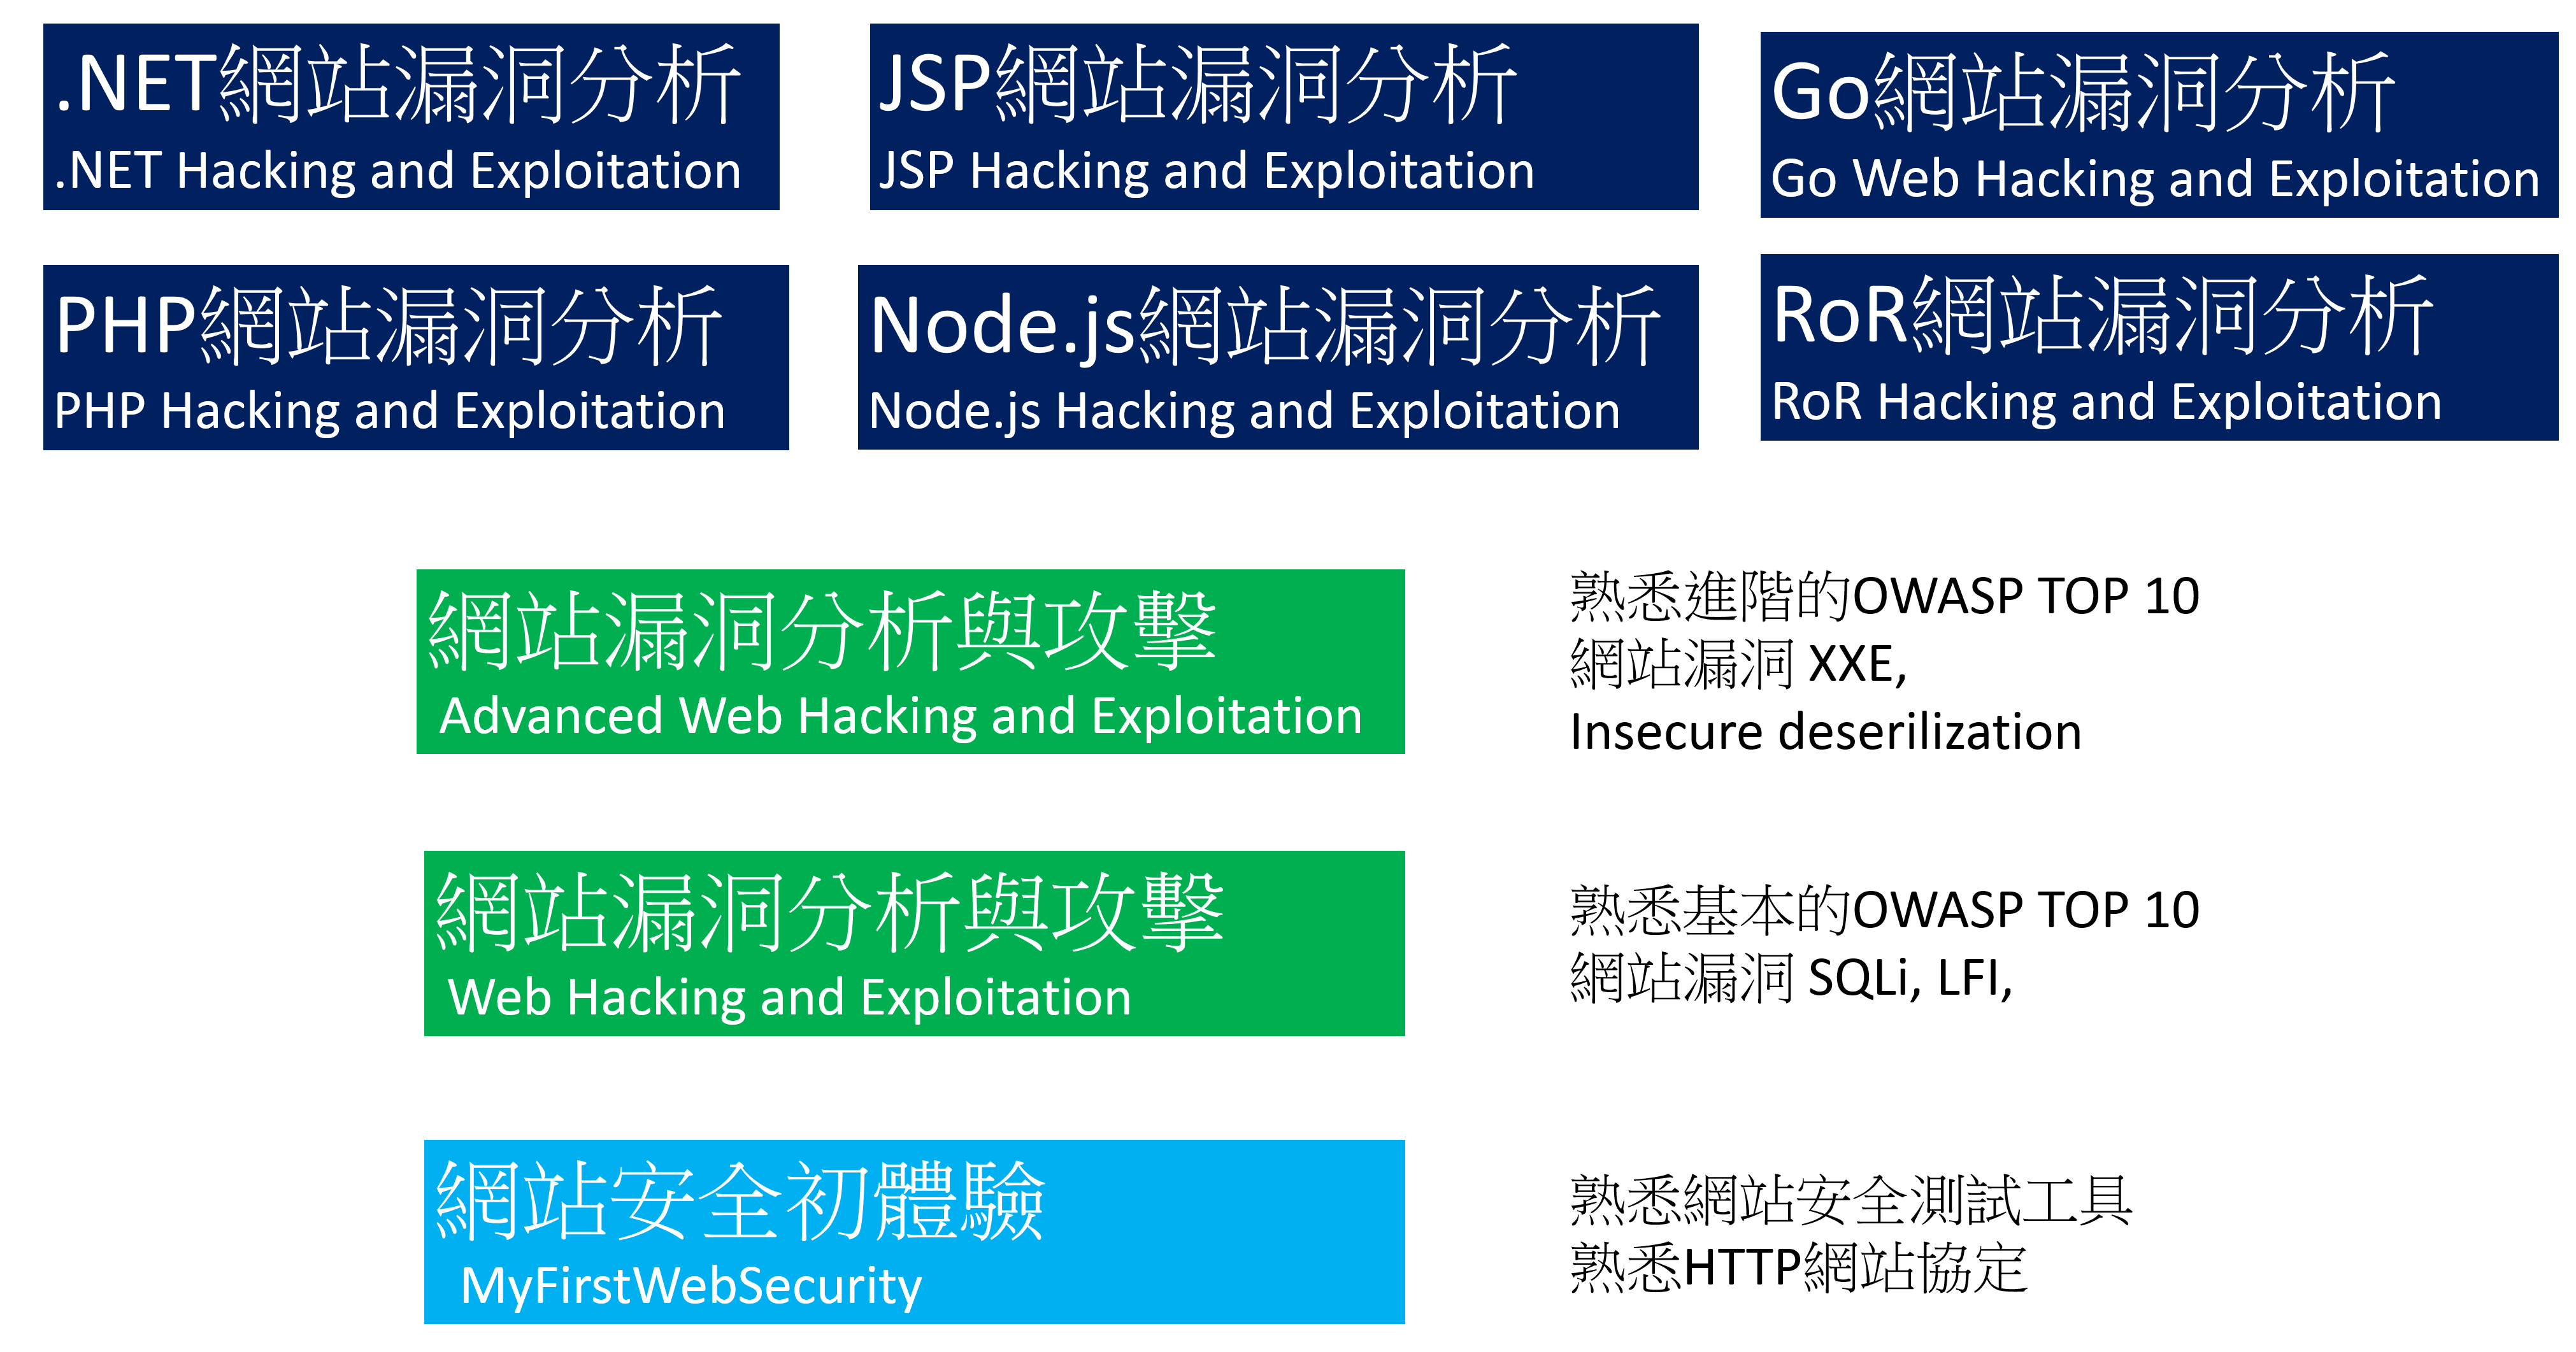 .NET網站漏洞分析
.NET Hacking and Exploitation
JSP網站漏洞分析
JSP Hacking and Exploitation
Go網站漏洞分析
Go Web Hacking and Exploitation
PHP網站漏洞分析
PHP Hacking and Exploitation
Node.js網站漏洞分析
Node.js Hacking and Exploitation
RoR網站漏洞分析
RoR Hacking and Exploitation
網站漏洞分析與攻擊
Advanced Web Hacking and Exploitation
熟悉進階的OWASP TOP 10
網站漏洞 XXE,
Insecure deserilization
網站漏洞分析與攻擊
Web Hacking and Exploitation
熟悉基本的OWASP TOP 10
網站漏洞 SQLi, LFI,
網站安全初體驗
MyFirstWebSecurity
熟悉網站安全測試工具
熟悉HTTP網站協定